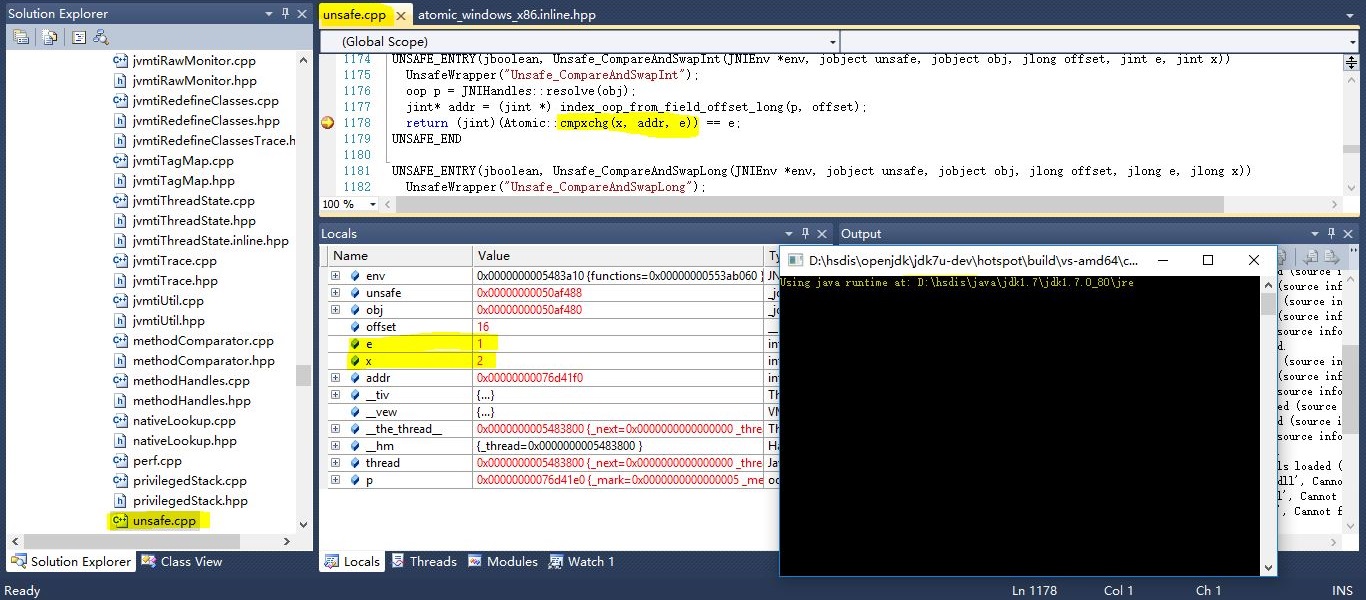 Solution Explorer
jvmtiRawMonitor.cpp
jvmtiRawMonitor.hpp
jvmtiRedefineClasses.cpp
jvmtiRedefineClasses.hpp
jvmtiRedefineClassesTrace.h
jvmtiTagMap.cpp
jvmtiTagMap.hpp
jvmtiThreadState.cpp
jvmtiThreadState.hpp
jvmtiThreadState.inline.hpp
jvmtiTrace.cpp
jvmtiTrace.hpp
jvmtiUtil.cpp
jvmtiUtil.hpp
methodComparator.cpp
methodComparator.hpp
methodHandles.cpp
methodHandles.hpp
nativeLookup.cpp
nativeLookup.hpp
perf.cpp
privilegedStack.cpp
privilegedStack.hpp
unsafe.cpp
Solution Explorer Class View
unsafe.cpp atomic_windows_x86.inline.hpp
(Global Scope)
1174 UNSAFE_ENTRY(jboolean, Unsafe_CompareAndSwapInt(JNIEnv *env, jobject unsafe, jobject obj, jlong offset, jint e, jint x))
1175 UnsafeWrapper("Unsafe_CompareAndSwapInt");
1176 oop p = JNIHandles::resolve(obj);
1177 jint* addr = (jint *) index_oop_from_field_offset_long(p, offset);
1178 return (jint)(Atomic::cmpxchg(x, addr, e)) == e;
1179 UNSAFE_END
1180
1181 UNSAFE_ENTRY(jboolean, Unsafe_CompareAndSwapLong(JNIEnv *env, jobject unsafe, jobject obj, jlong offset, jlong e, jlong x))
1182 UnsafeWrapper("Unsafe_CompareAndSwapLong");
100 %
Locals
Name Value Ty
env 0x0000000005483a10 {functions=0x00000000553ab060 } JN
unsafe 0x00000000050af488 _jo
obj 0x00000000050af480 _jo
offset 16 __
e 1 int
x 2 int
addr 0x00000000076d41f0 int
__tiv {...} Th
__vew {...} VM
__the_thread__ 0x0000000005483800 {_next=0x0000000000000000 _thre Th
__hm {_thread=0x0000000005483800 } Ha
thread 0x0000000005483800 {_next=0x0000000000000000 _thre Jav
p 0x00000000076d41e0 {_mark=0x0000000000000005 _me oo
Locals Threads Modules Watch 1
Output
D:\hsdis\openjdk\jdk7u-dev\hotspot\build\vs-amd64\c...
Using java runtime at: D:\hsdis\java\jdk1.7\jdk1.7.0_80\jre
(source inf
source info
d.
(source inf
(source inf
ed (source
d (source i
source info
ls loaded (
dll', Canno
l', Cannot
', Cannot f
Ready Ln 1178 Col 1 Ch 1 INS